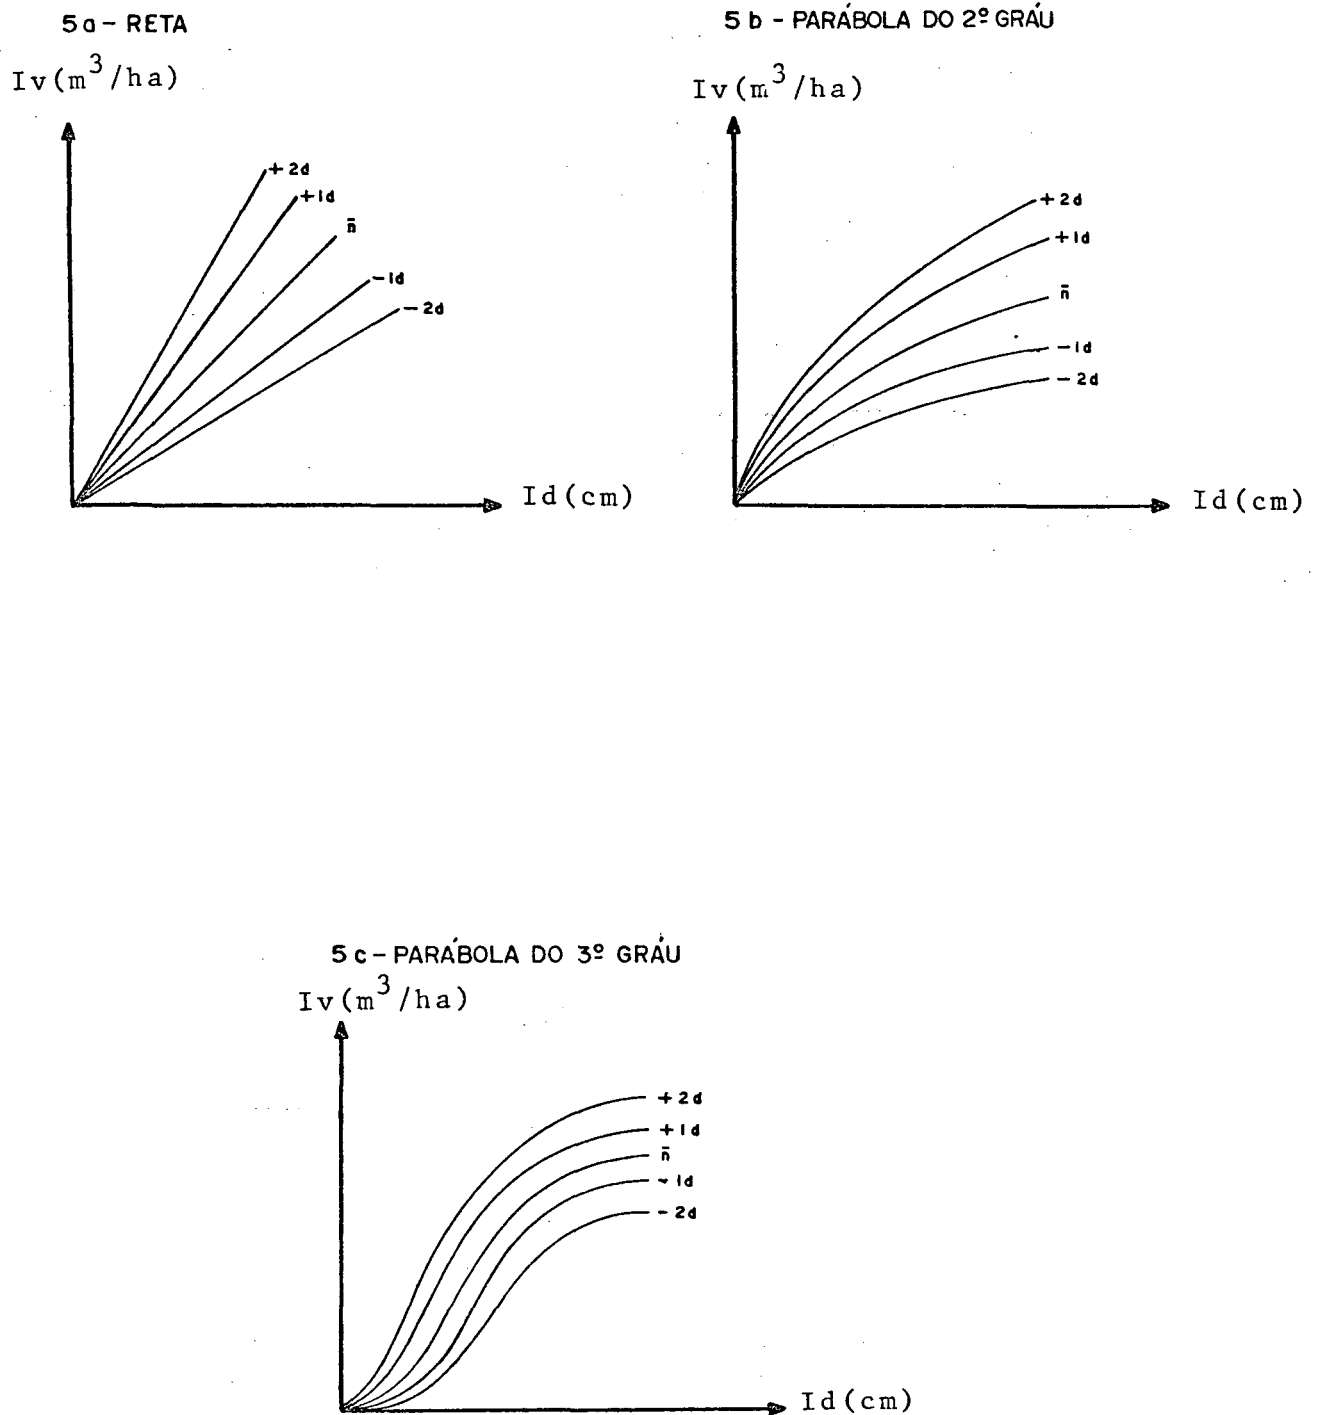 5a - RETA
Iv(m³/ha)
+2d
+1d
n̄
-1d
-2d
Id(cm)
5b - PARÁBOLA DO 2º GRÁU
Iv(m³/ha)
+2d
+1d
n̄
-1d
-2d
Id(cm)
5c - PARÁBOLA DO 3º GRÁU
Iv(m³/ha)
+2d
+1d
n̄
-1d
-2d
Id(cm)